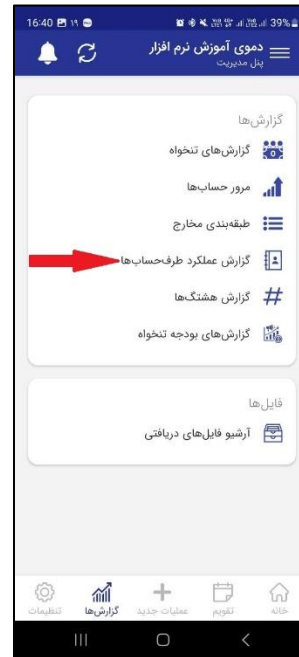 16:40 ۱۹ 39%
دموی آموزش نرم افزار
پنل مدیریت
گزارش‌ها
گزارش‌های تنخواه
مرور حساب‌ها
طبقه‌بندی مخارج
گزارش عملکرد طرف‌حساب‌ها
گزارش هشتگ‌ها
گزارش‌های بودجه تنخواه
فایل‌ها
آرشیو فایل‌های دریافتی
خانه
تقویم
عملیات جدید
گزارش‌ها
تنظیمات